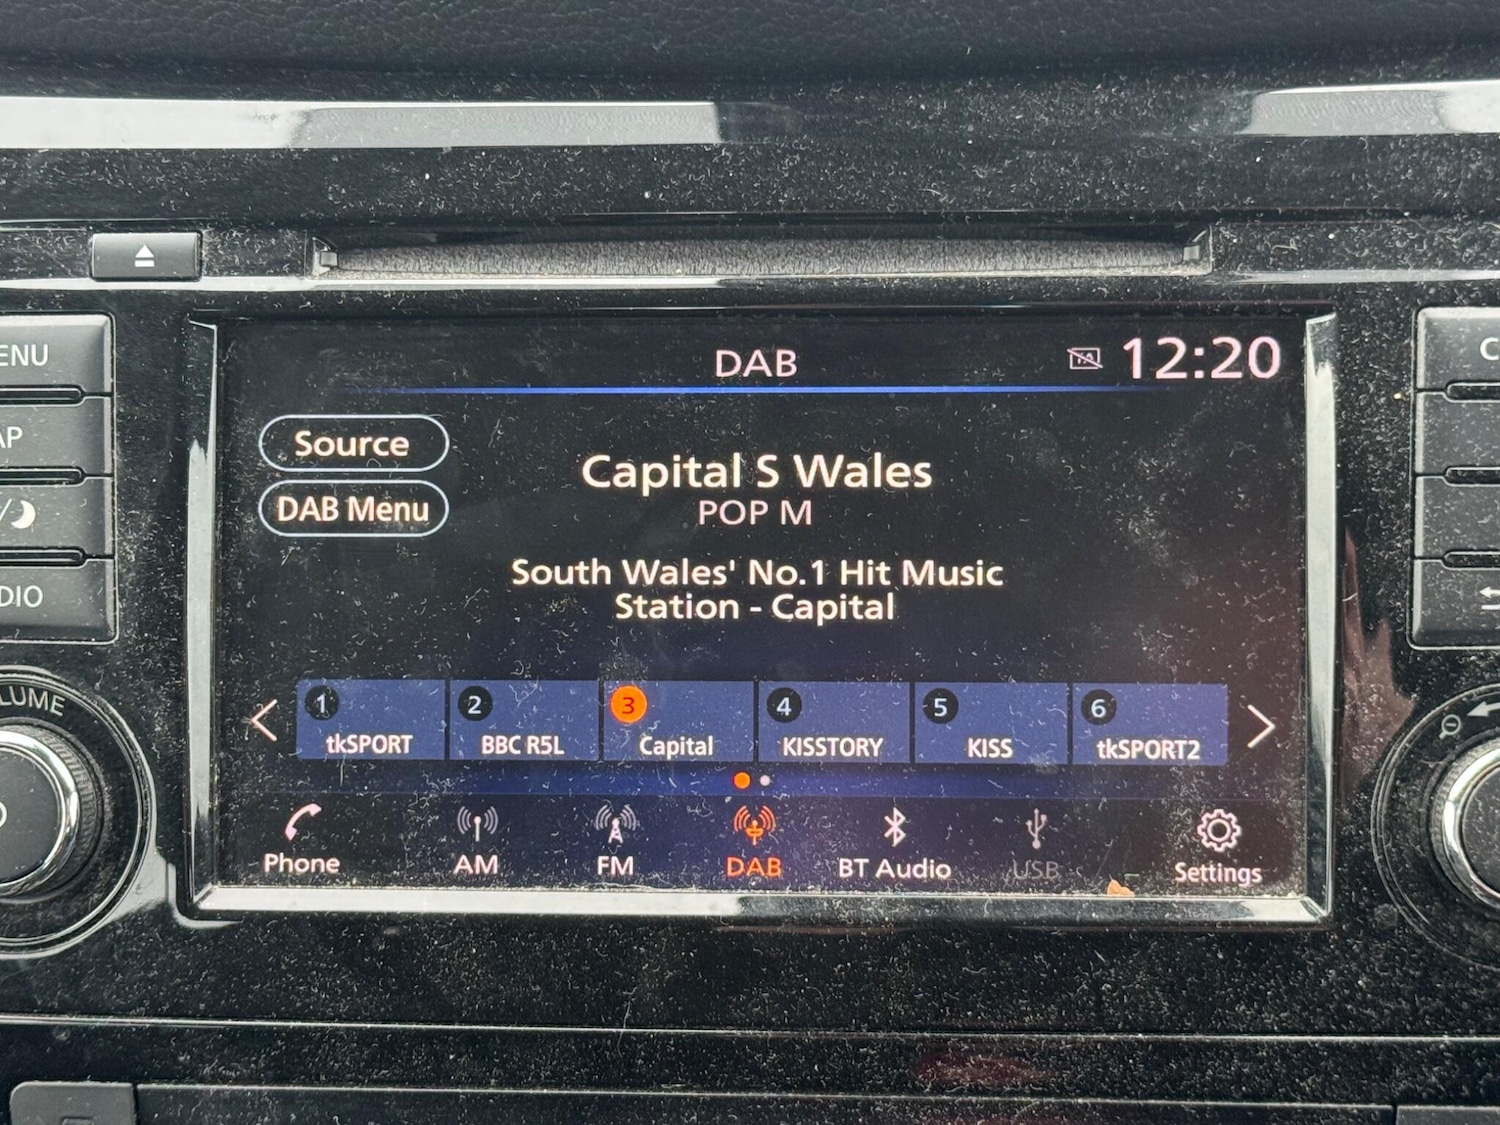 DAB
12:20
Source
Capital S Wales
DAB Menu
POP M
South Wales' No.1 Hit Music
Station - Capital
1
2
3
4
5
6
tkSPORT
BBC R5L
Capital
KISSTORY
KISS
tkSPORT2
Phone
AM
FM
DAB
BT Audio
USB
Settings
ENU
AP
DIO
LUME
C